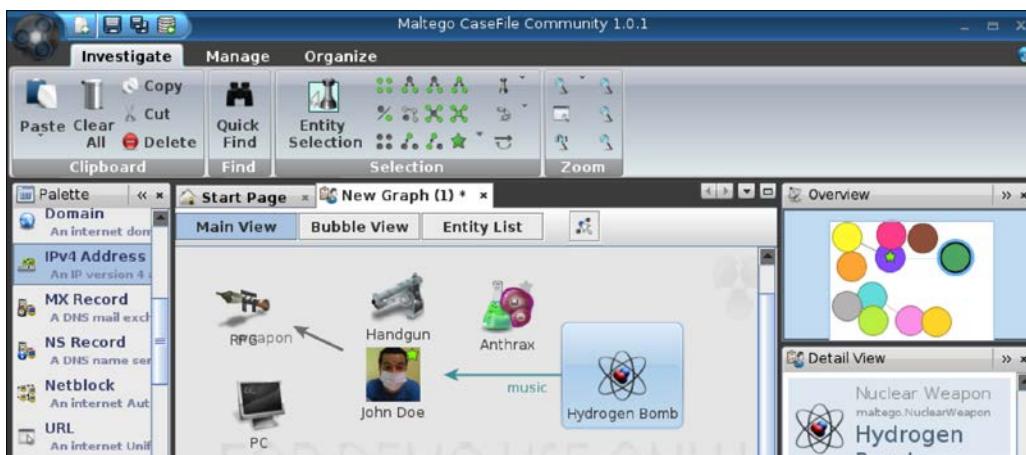 Maltego CaseFile Community 1.0.1
Investigate Manage Organize
Copy
Cut
Delete
Paste Clear All
Quick Find
Entity Selection
Clipboard Find Selection Zoom
Palette
Start Page
New Graph (1) *
Overview
Main View Bubble View Entity List
Domain
An internet dom
IPv4 Address
An IP version 4
MX Record
A DNS mail exch
NS Record
A DNS name ser
Netblock
An internet Aut
URL
An internet Unif
Handgun
Anthrax
John Doe
music
Hydrogen Bomb
PC
FOR DEMO USE ONLY
Detail View
Nuclear Weapon
maltego.NuclearWeapon
Hydrogen